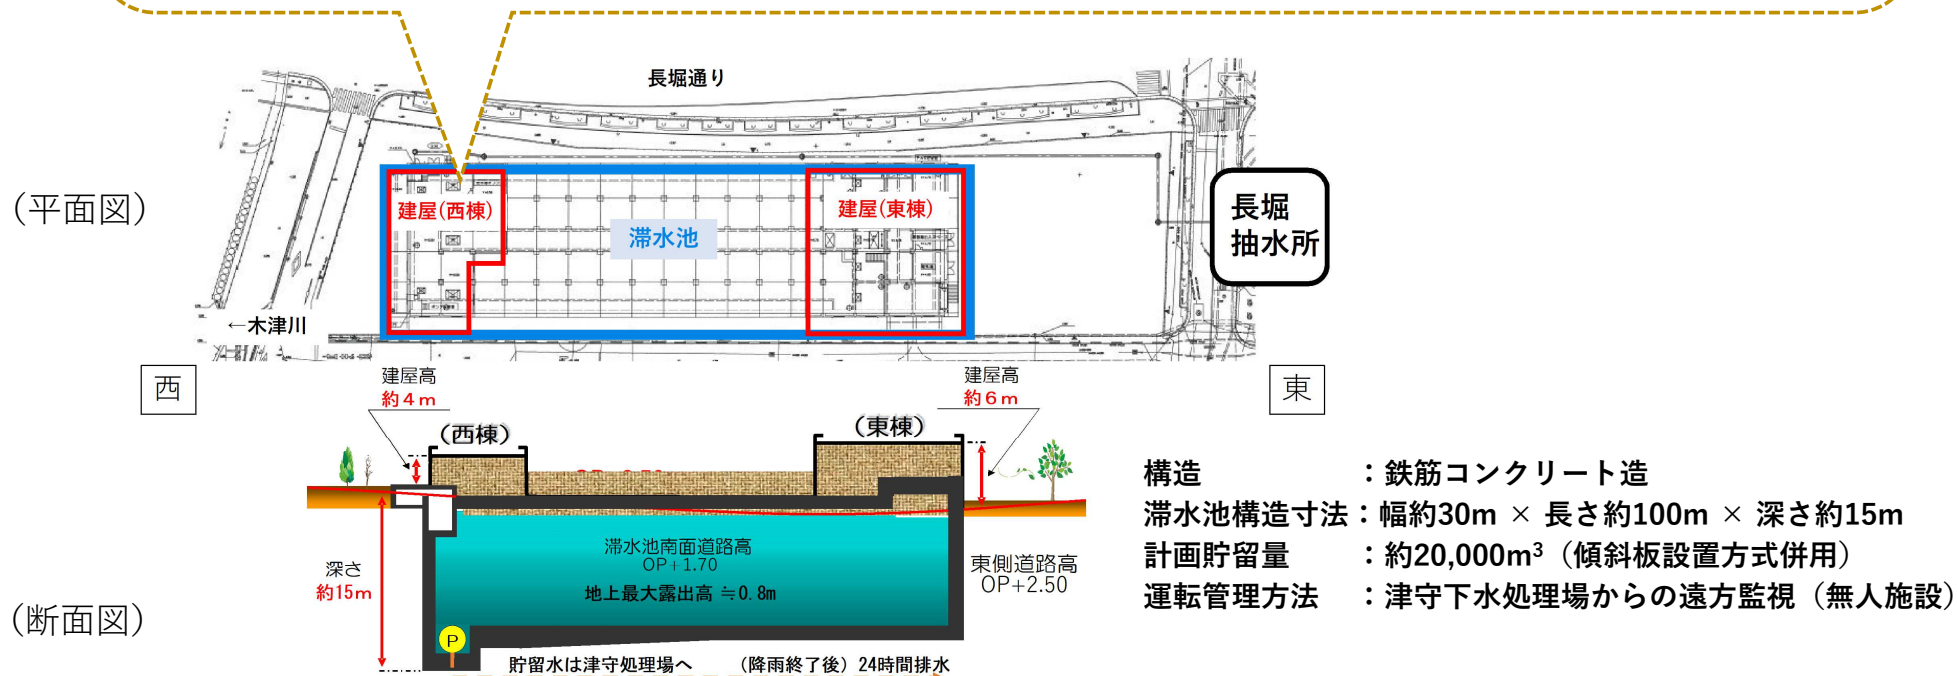 長堀通り
(平面図)
建屋(西棟)
滞水池
建屋(東棟)
長堀
抽水所
←木津川
西
東
建屋高
約4m
建屋高
約6m
(西棟)
(東棟)
滞水池南面道路高
OP+1.70
地上最大露出高 ≒0.8m
深さ
約15m
東側道路高
OP+2.50
(断面図)
P
貯留水は津守処理場へ (降雨終了後) 24時間排水
構造 :鉄筋コンクリート造
滞水池構造寸法:幅約30m × 長さ約100m × 深さ約15m
計画貯留量 :約20,000m³(傾斜板設置方式併用)
運転管理方法 :津守下水処理場からの遠方監視(無人施設)